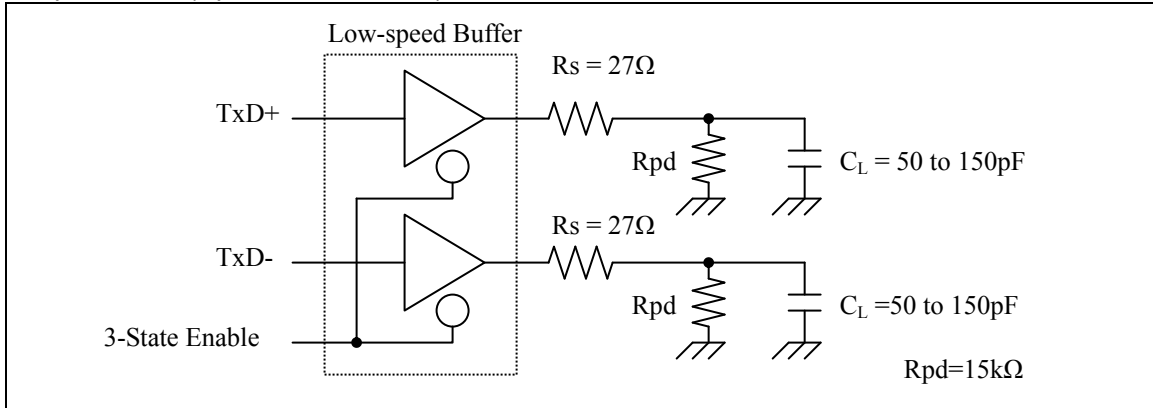 Low-speed Buffer
Rs = 27Ω
TxD+
Rpd
C_L = 50 to 150pF
Rs = 27Ω
TxD-
Rpd
C_L =50 to 150pF
3-State Enable
Rpd=15kΩ